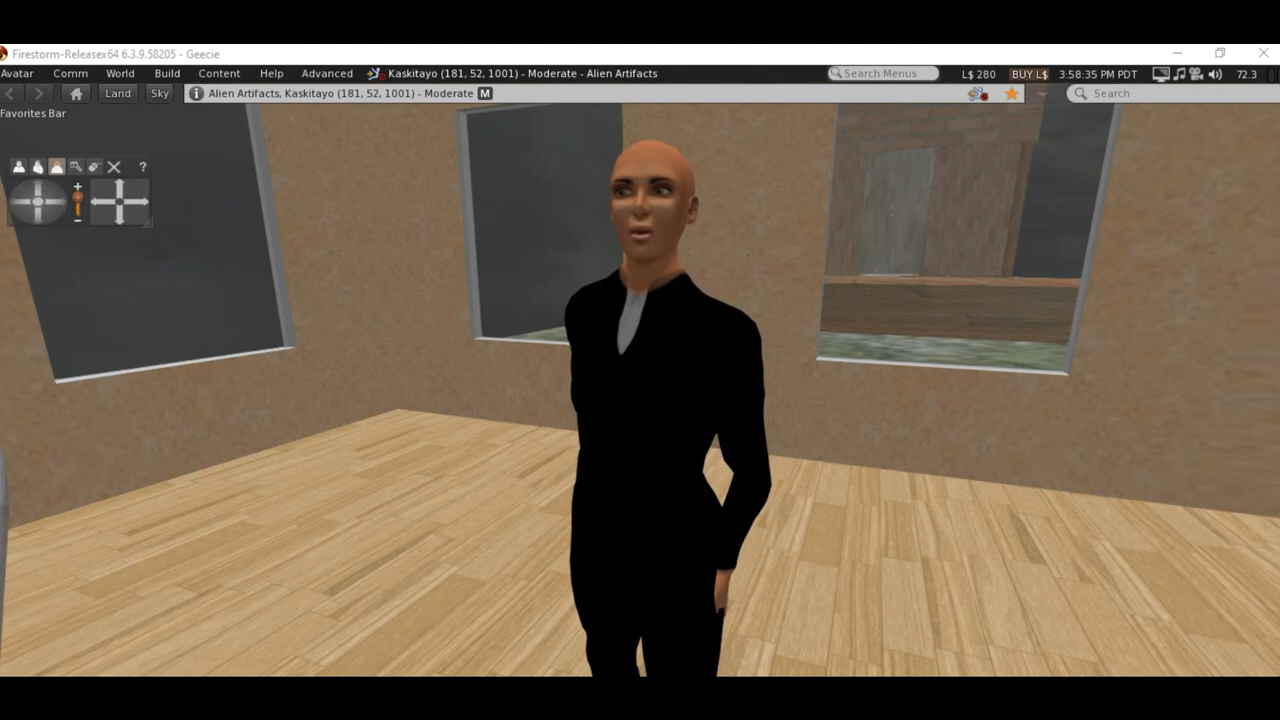 Firestorm-Releasex64 6.3.9.58205 - Geecie
Avatar Comm World Build Content Help Advanced Kaskitayo (181, 52, 1001) - Moderate - Alien Artifacts Search Menus L$ 280 BUY L$ 3:58:35 PM PDT 72.3
Land Sky Alien Artifacts, Kaskitayo (181, 52, 1001) - Moderate M Search
Favorites Bar
?